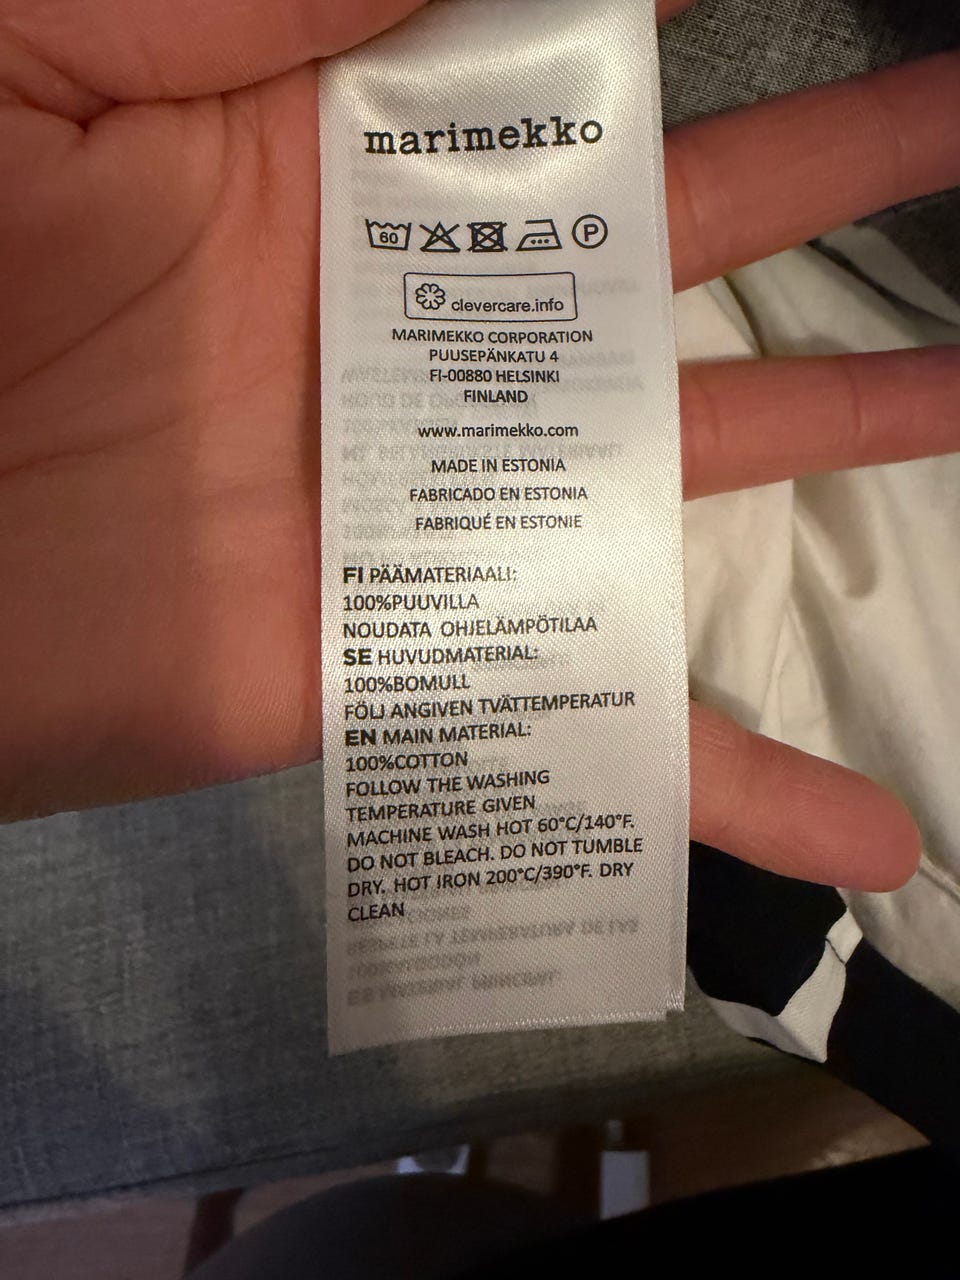 marimekko
60 P
clevercare.info
MARIMEKKO CORPORATION
PUUSEPÄNKATU 4
FI-00880 HELSINKI
FINLAND
www.marimekko.com
MADE IN ESTONIA
FABRICADO EN ESTONIA
FABRIQUÉ EN ESTONIE
FI PÄÄMATERIAALI:
100%PUUVILLA
NOUDATA OHJELÄMPÖTILAA
SE HUVUDMATERIAL:
100%BOMULL
FÖLJ ANGIVEN TVÄTTEMPERATUR
EN MAIN MATERIAL:
100%COTTON
FOLLOW THE WASHING
TEMPERATURE GIVEN
MACHINE WASH HOT 60°C/140°F.
DO NOT BLEACH. DO NOT TUMBLE
DRY. HOT IRON 200°C/390°F. DRY
CLEAN